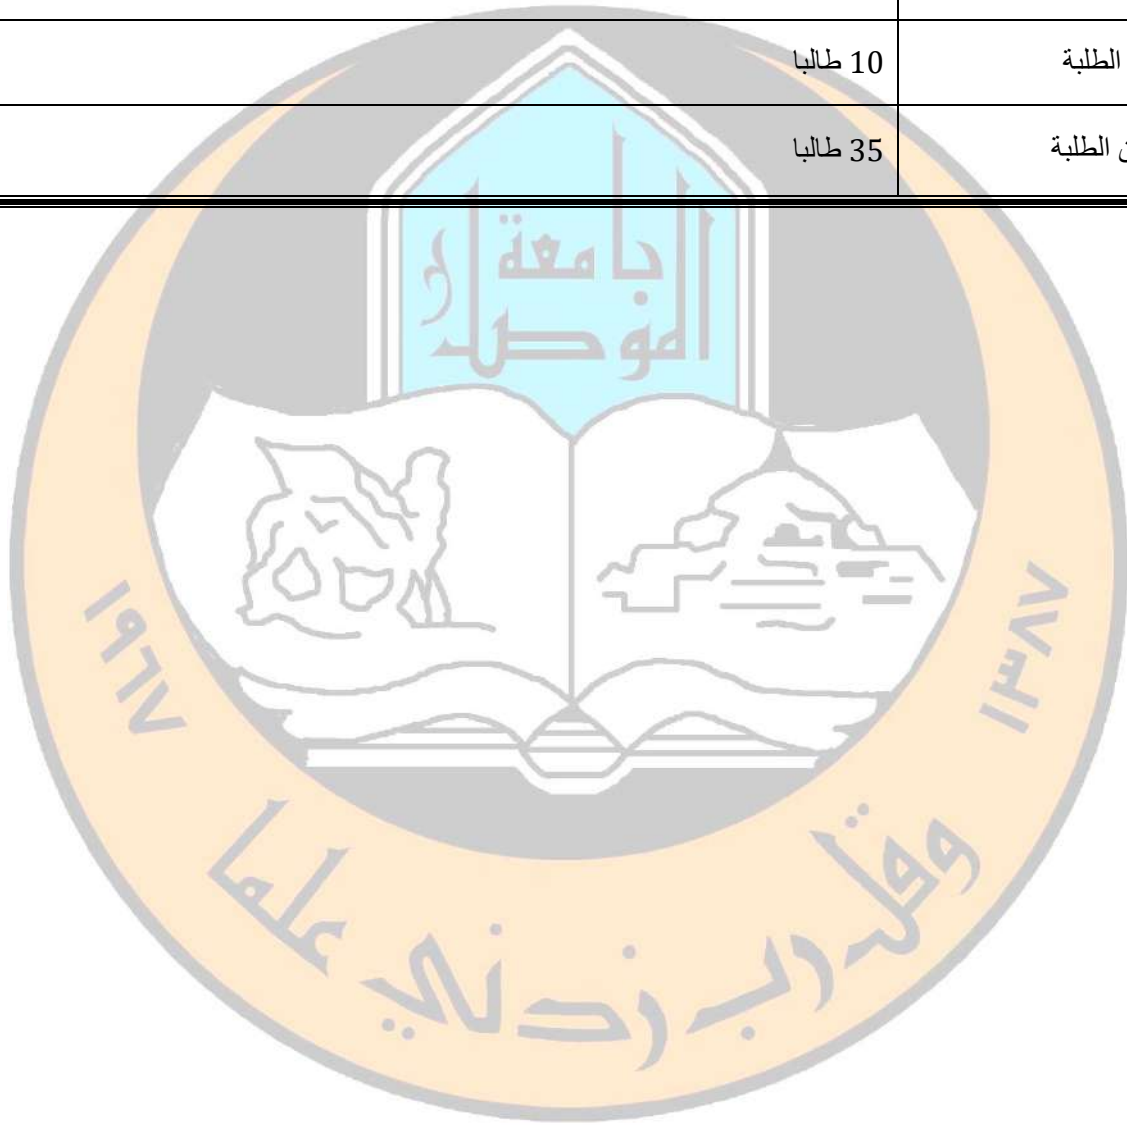 الطلبة 10 طالبا
الطلبة 35 طالبا
جامعة
الموصل
١٩٦٧
١٣٨٧
وقل رب زدني علما